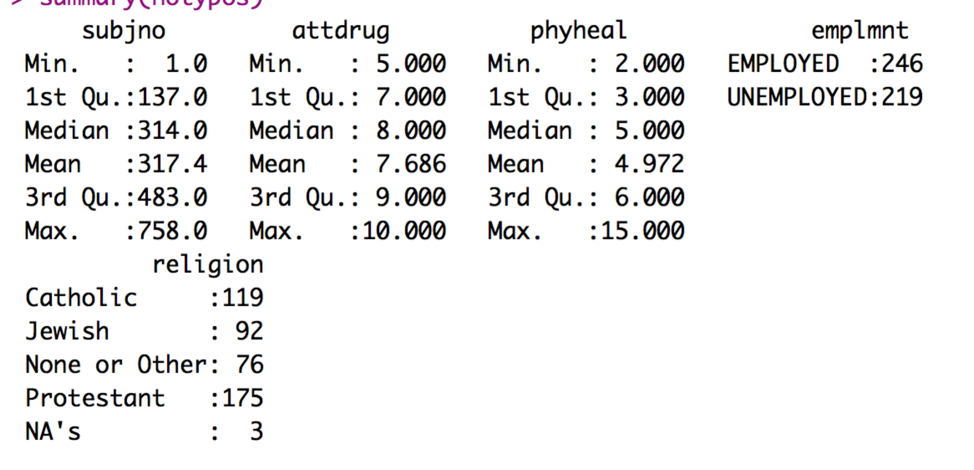 > summary(notypos)
subjno attdrug phyheal emplmnt
Min. : 1.0 Min. : 5.000 Min. : 2.000 EMPLOYED :246
1st Qu.:137.0 1st Qu.: 7.000 1st Qu.: 3.000 UNEMPLOYED:219
Median :314.0 Median : 8.000 Median : 5.000
Mean :317.4 Mean : 7.686 Mean : 4.972
3rd Qu.:483.0 3rd Qu.: 9.000 3rd Qu.: 6.000
Max. :758.0 Max. :10.000 Max. :15.000
religion
Catholic :119
Jewish : 92
None or Other: 76
Protestant :175
NA's : 3